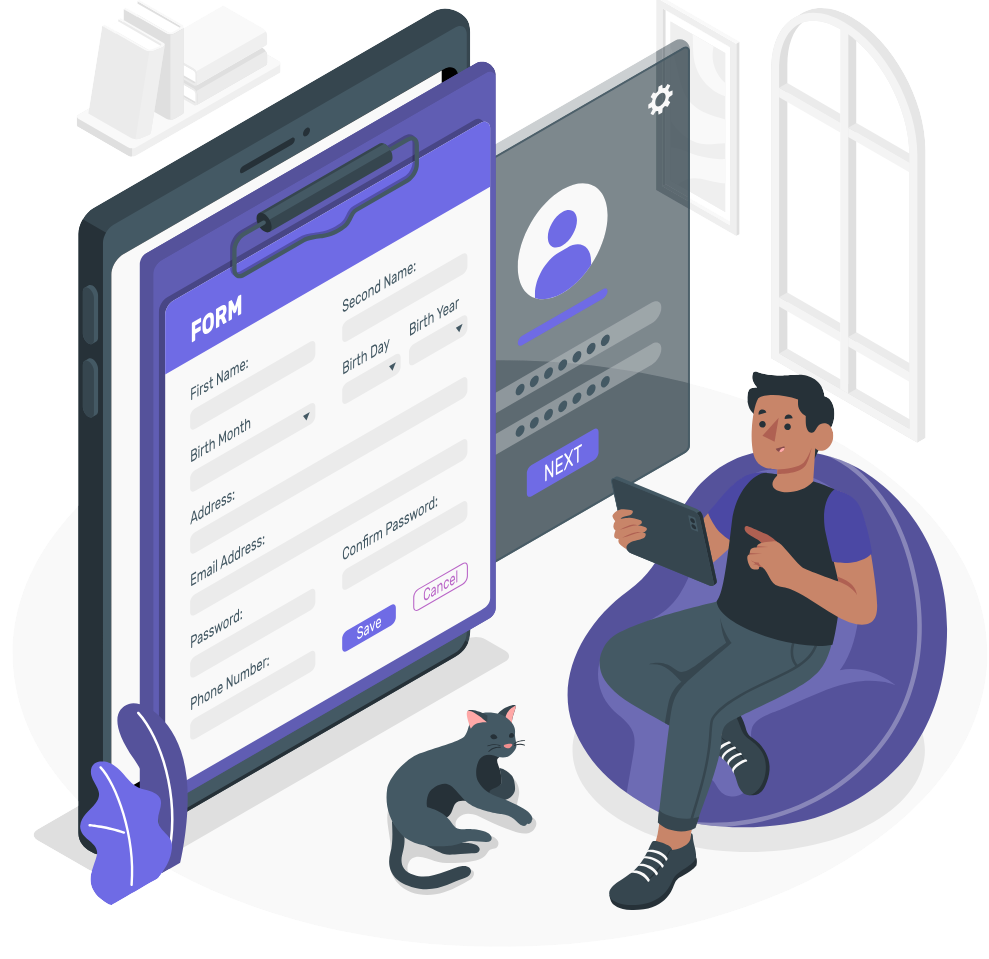 FORM
First Name:
Second Name:
Birth Month
Birth Day
Birth Year
Address:
Email Address:
Password:
Confirm Password:
Phone Number:
Save
Cancel
NEXT